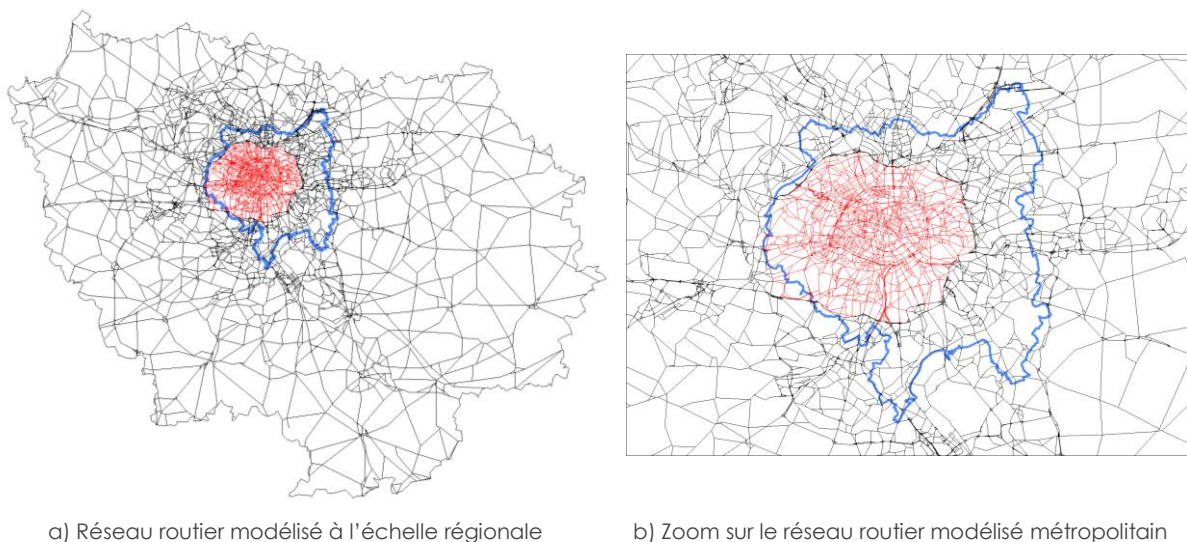 a) Réseau routier modélisé à l’échelle régionale
b) Zoom sur le réseau routier modélisé métropolitain